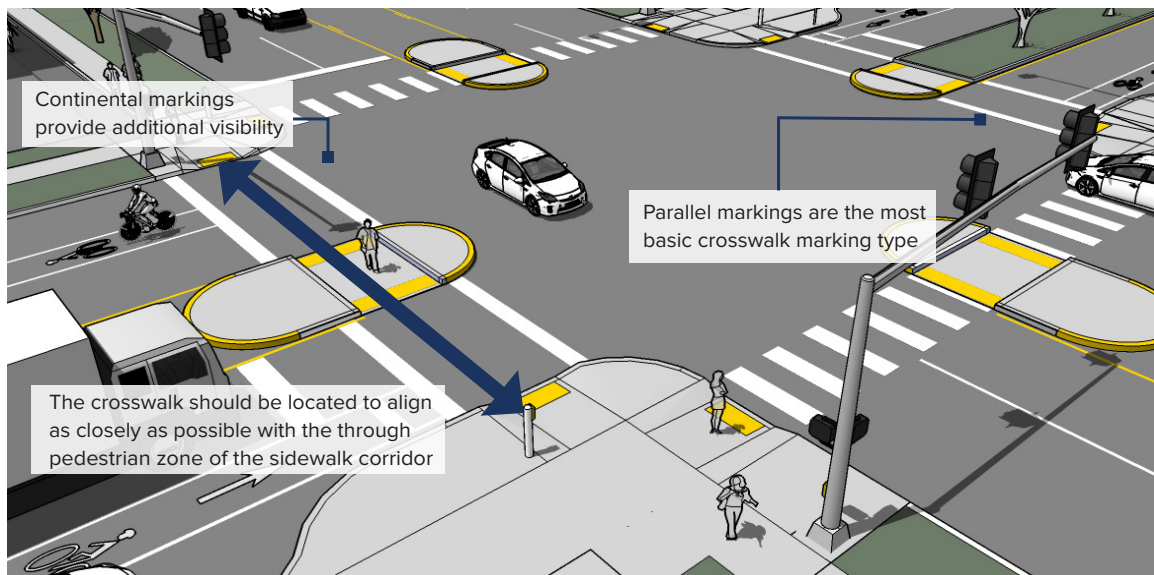 Continental markings
provide additional visibility
Parallel markings are the most
basic crosswalk marking type
The crosswalk should be located to align
as closely as possible with the through
pedestrian zone of the sidewalk corridor